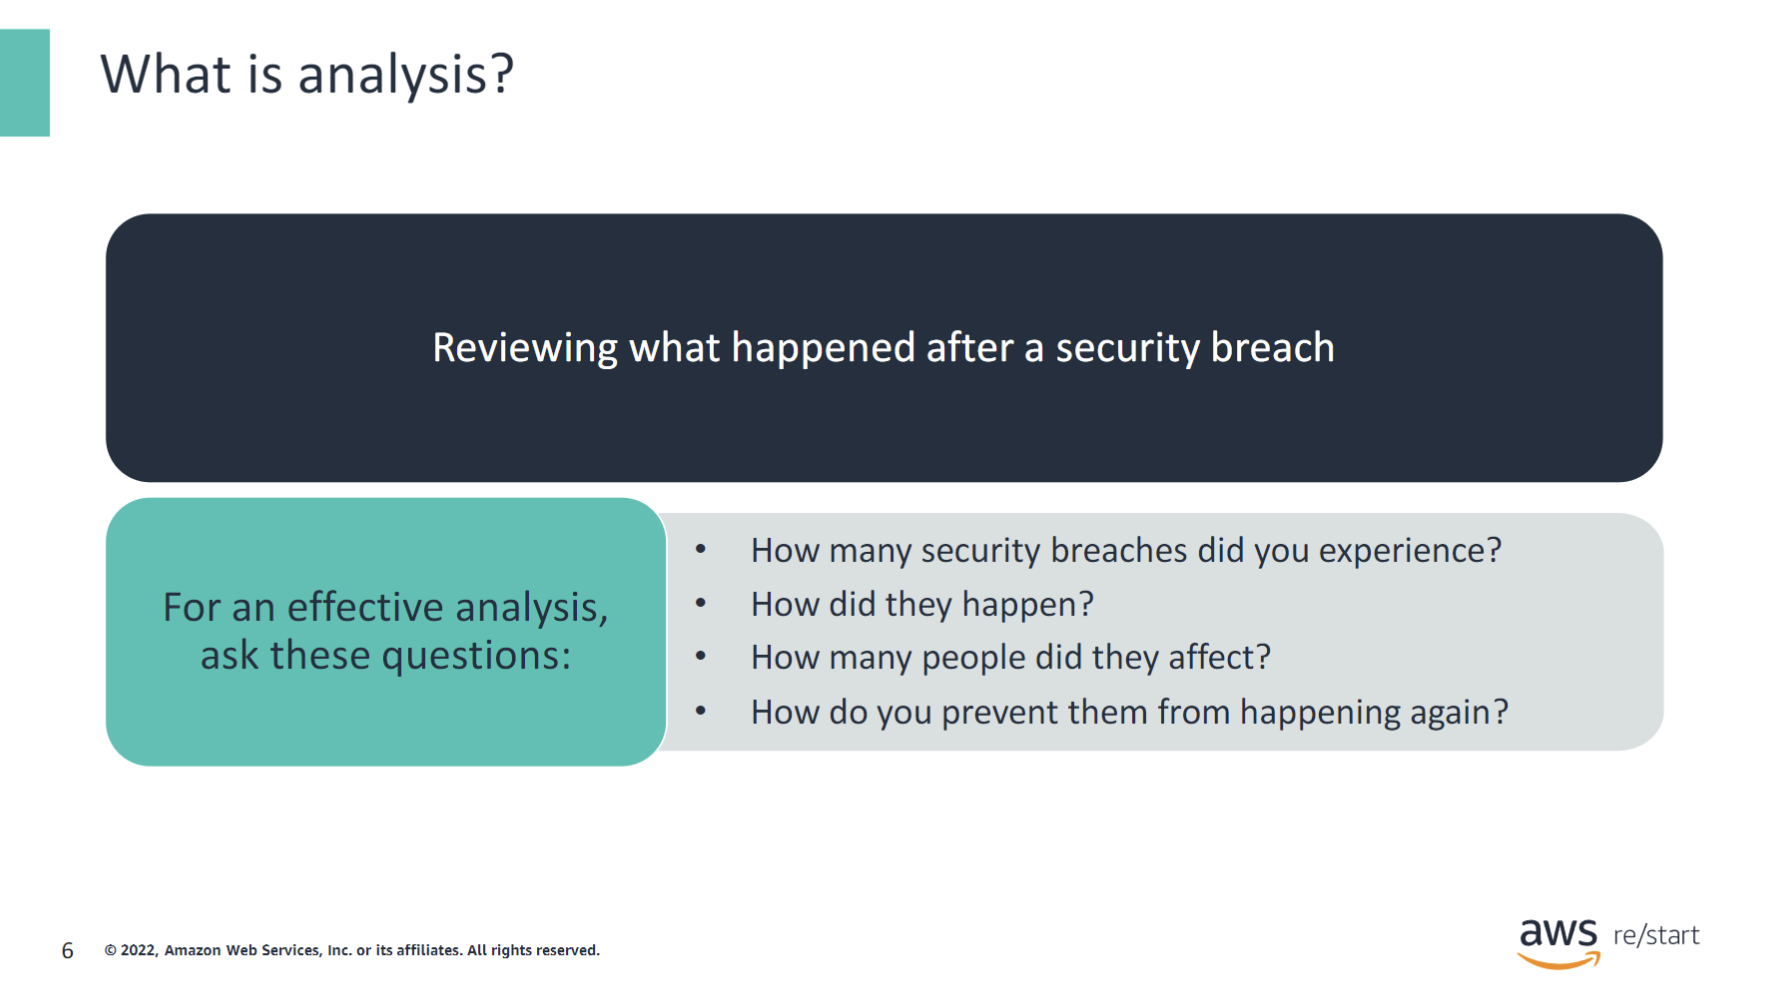 What is analysis?
Reviewing what happened after a security breach
For an effective analysis,
ask these questions:
• How many security breaches did you experience?
• How did they happen?
• How many people did they affect?
• How do you prevent them from happening again?
6 © 2022, Amazon Web Services, Inc. or its affiliates. All rights reserved.
aws re/start